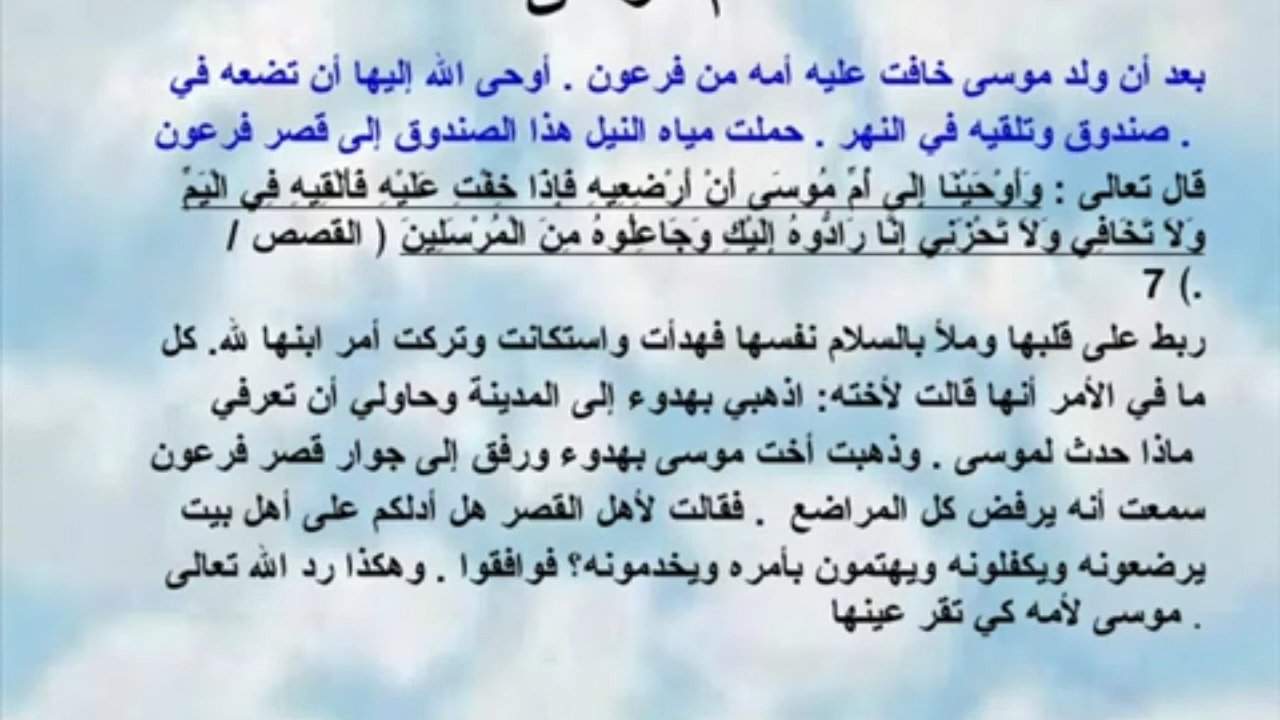 بعد أن ولد موسى خافت عليه أمه من فرعون . أوحى الله إليها أن تضعه في
صندوق وتلقيه في النهر . حملت مياه النيل هذا الصندوق إلى قصر فرعون .
قال تعالى : وَأَوْحَيْنَا إِلَى أُمِّ مُوسَى أَنْ أَرْضِعِيهِ فَإِذَا خِفْتِ عَلَيْهِ فَأَلْقِيهِ فِي الْيَمِّ
وَلَا تَخَافِي وَلَا تَحْزَنِي إِنَّا رَادُّوهُ إِلَيْكِ وَجَاعِلُوهُ مِنَ الْمُرْسَلِينَ ( القصص /
7 ).
ربط على قلبها وملأ بالسلام نفسها فهدأت واستكانت وتركت أمر ابنها لله. كل
ما في الأمر أنها قالت لأخته: اذهبي بهدوء إلى المدينة وحاولي أن تعرفي
ماذا حدث لموسى . وذهبت أخت موسى بهدوء ورفق إلى جوار قصر فرعون
سمعت أنه يرفض كل المراضع . فقالت لأهل القصر هل أدلكم على أهل بيت
يرضعونه ويكفلونه ويهتمون بأمره ويخدمونه؟ فوافقوا . وهكذا رد الله تعالى
موسى لأمه كي تقر عينها .